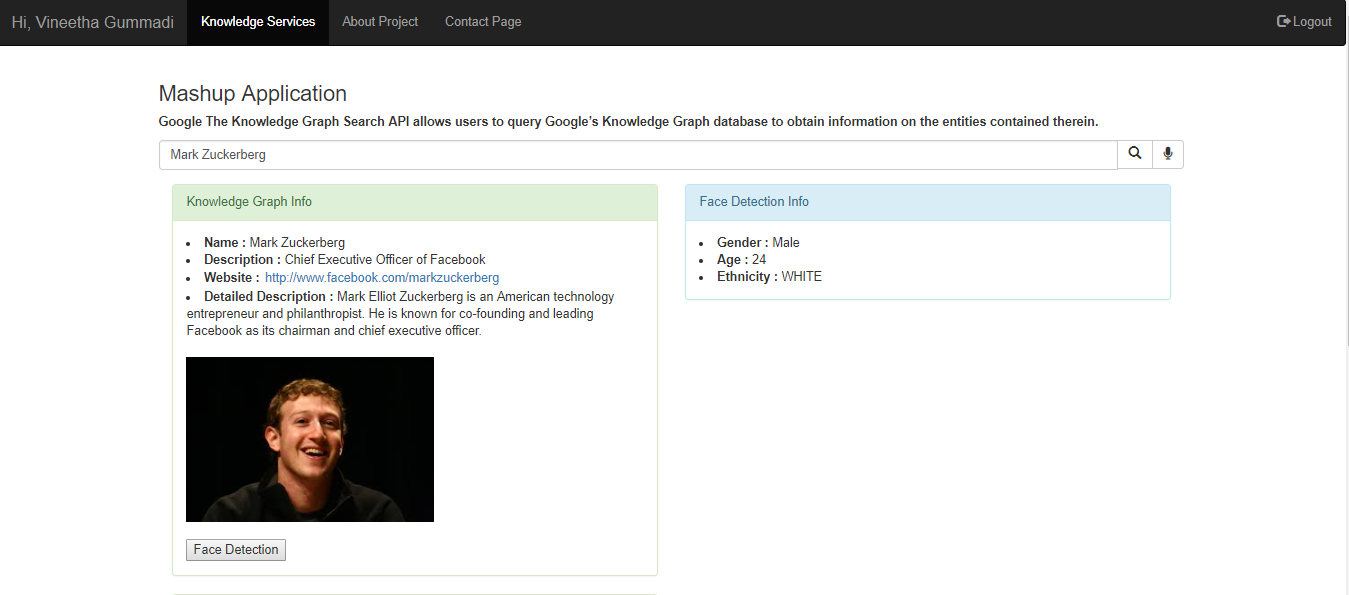 Hi, Vineetha Gummadi
Knowledge Services
About Project
Contact Page
Logout
Mashup Application
Google The Knowledge Graph Search API allows users to query Google's Knowledge Graph database to obtain information on the entities contained therein.
Mark Zuckerberg
Knowledge Graph Info
Name : Mark Zuckerberg
Description : Chief Executive Officer of Facebook
Website : http://www.facebook.com/markzuckerberg
Detailed Description : Mark Elliot Zuckerberg is an American technology
entrepreneur and philanthropist. He is known for co-founding and leading
Facebook as its chairman and chief executive officer.
Face Detection
Face Detection Info
Gender : Male
Age : 24
Ethnicity : WHITE